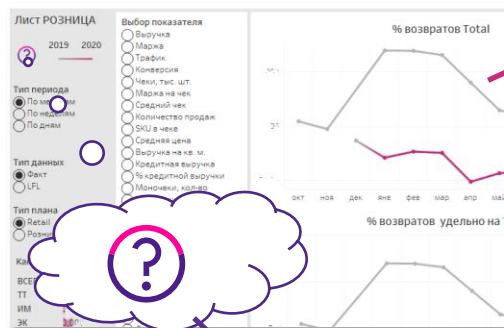 Лист РОЗНИЦА
2019 2020
Тип периода
По месяцам
По неделям
По дням
Тип данных
Факт
LFL
Тип плана
Retail
ВСЕ
ТТ
ИМ
ЭК
Выбор показателя
Выручка
Маржа
Трафик
Конверсия
Чеки, тыс. шт.
Маржа на чек
Средний чек
Количество продаж
SKU в чеке
Средняя цена
Выручка на кв. м.
Кредитная выручка
% кредитной выручки
Моночеки, кол-во
?
% возвратов Total
окт ноя дек янв фев мар апр май
% возвратов удельно на